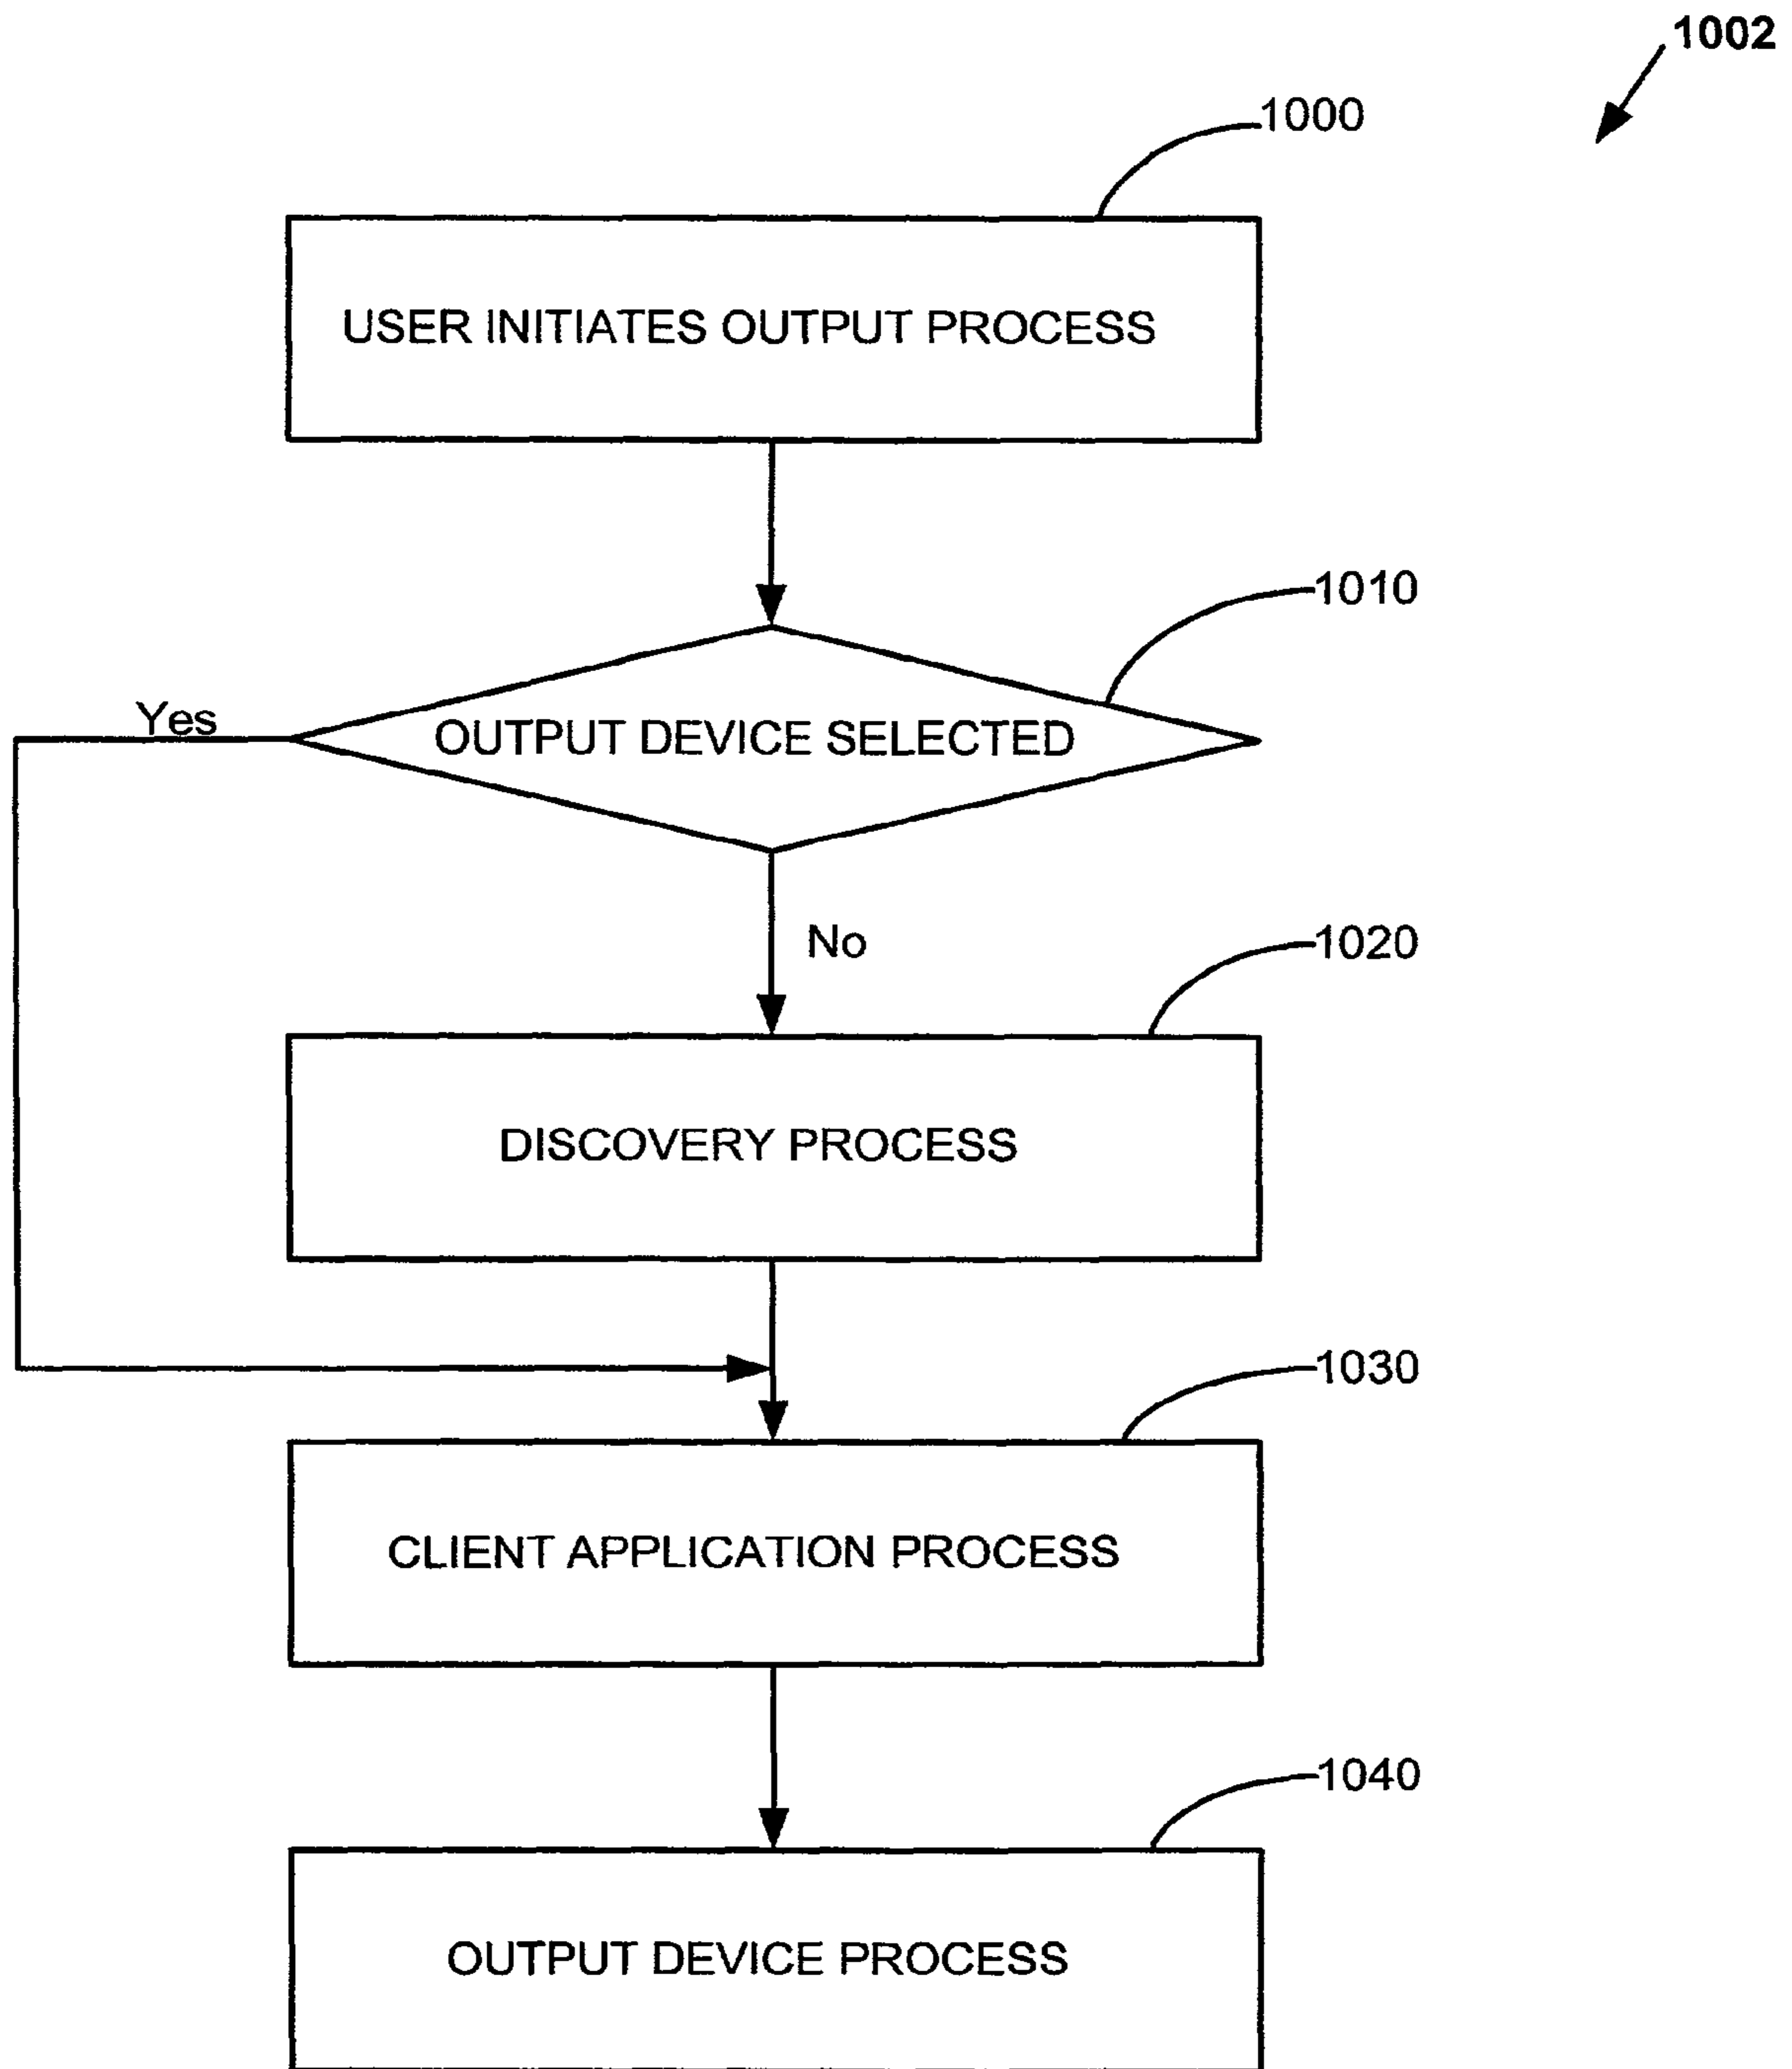 1002
1000
USER INITIATES OUTPUT PROCESS
1010
Yes
OUTPUT DEVICE SELECTED
No
1020
DISCOVERY PROCESS
1030
CLIENT APPLICATION PROCESS
1040
OUTPUT DEVICE PROCESS